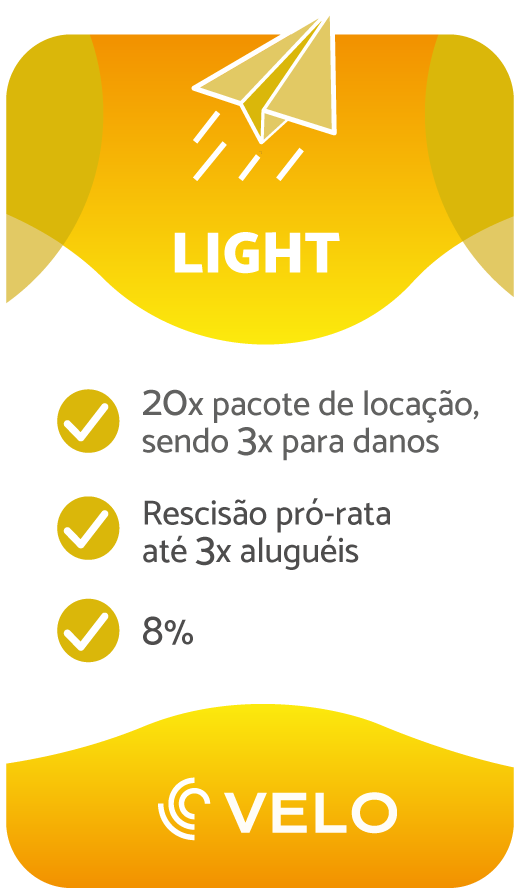 LIGHT
20x pacote de locação,
sendo 3x para danos
Rescisão pró-rata
até 3x aluguéis
8%
VELO